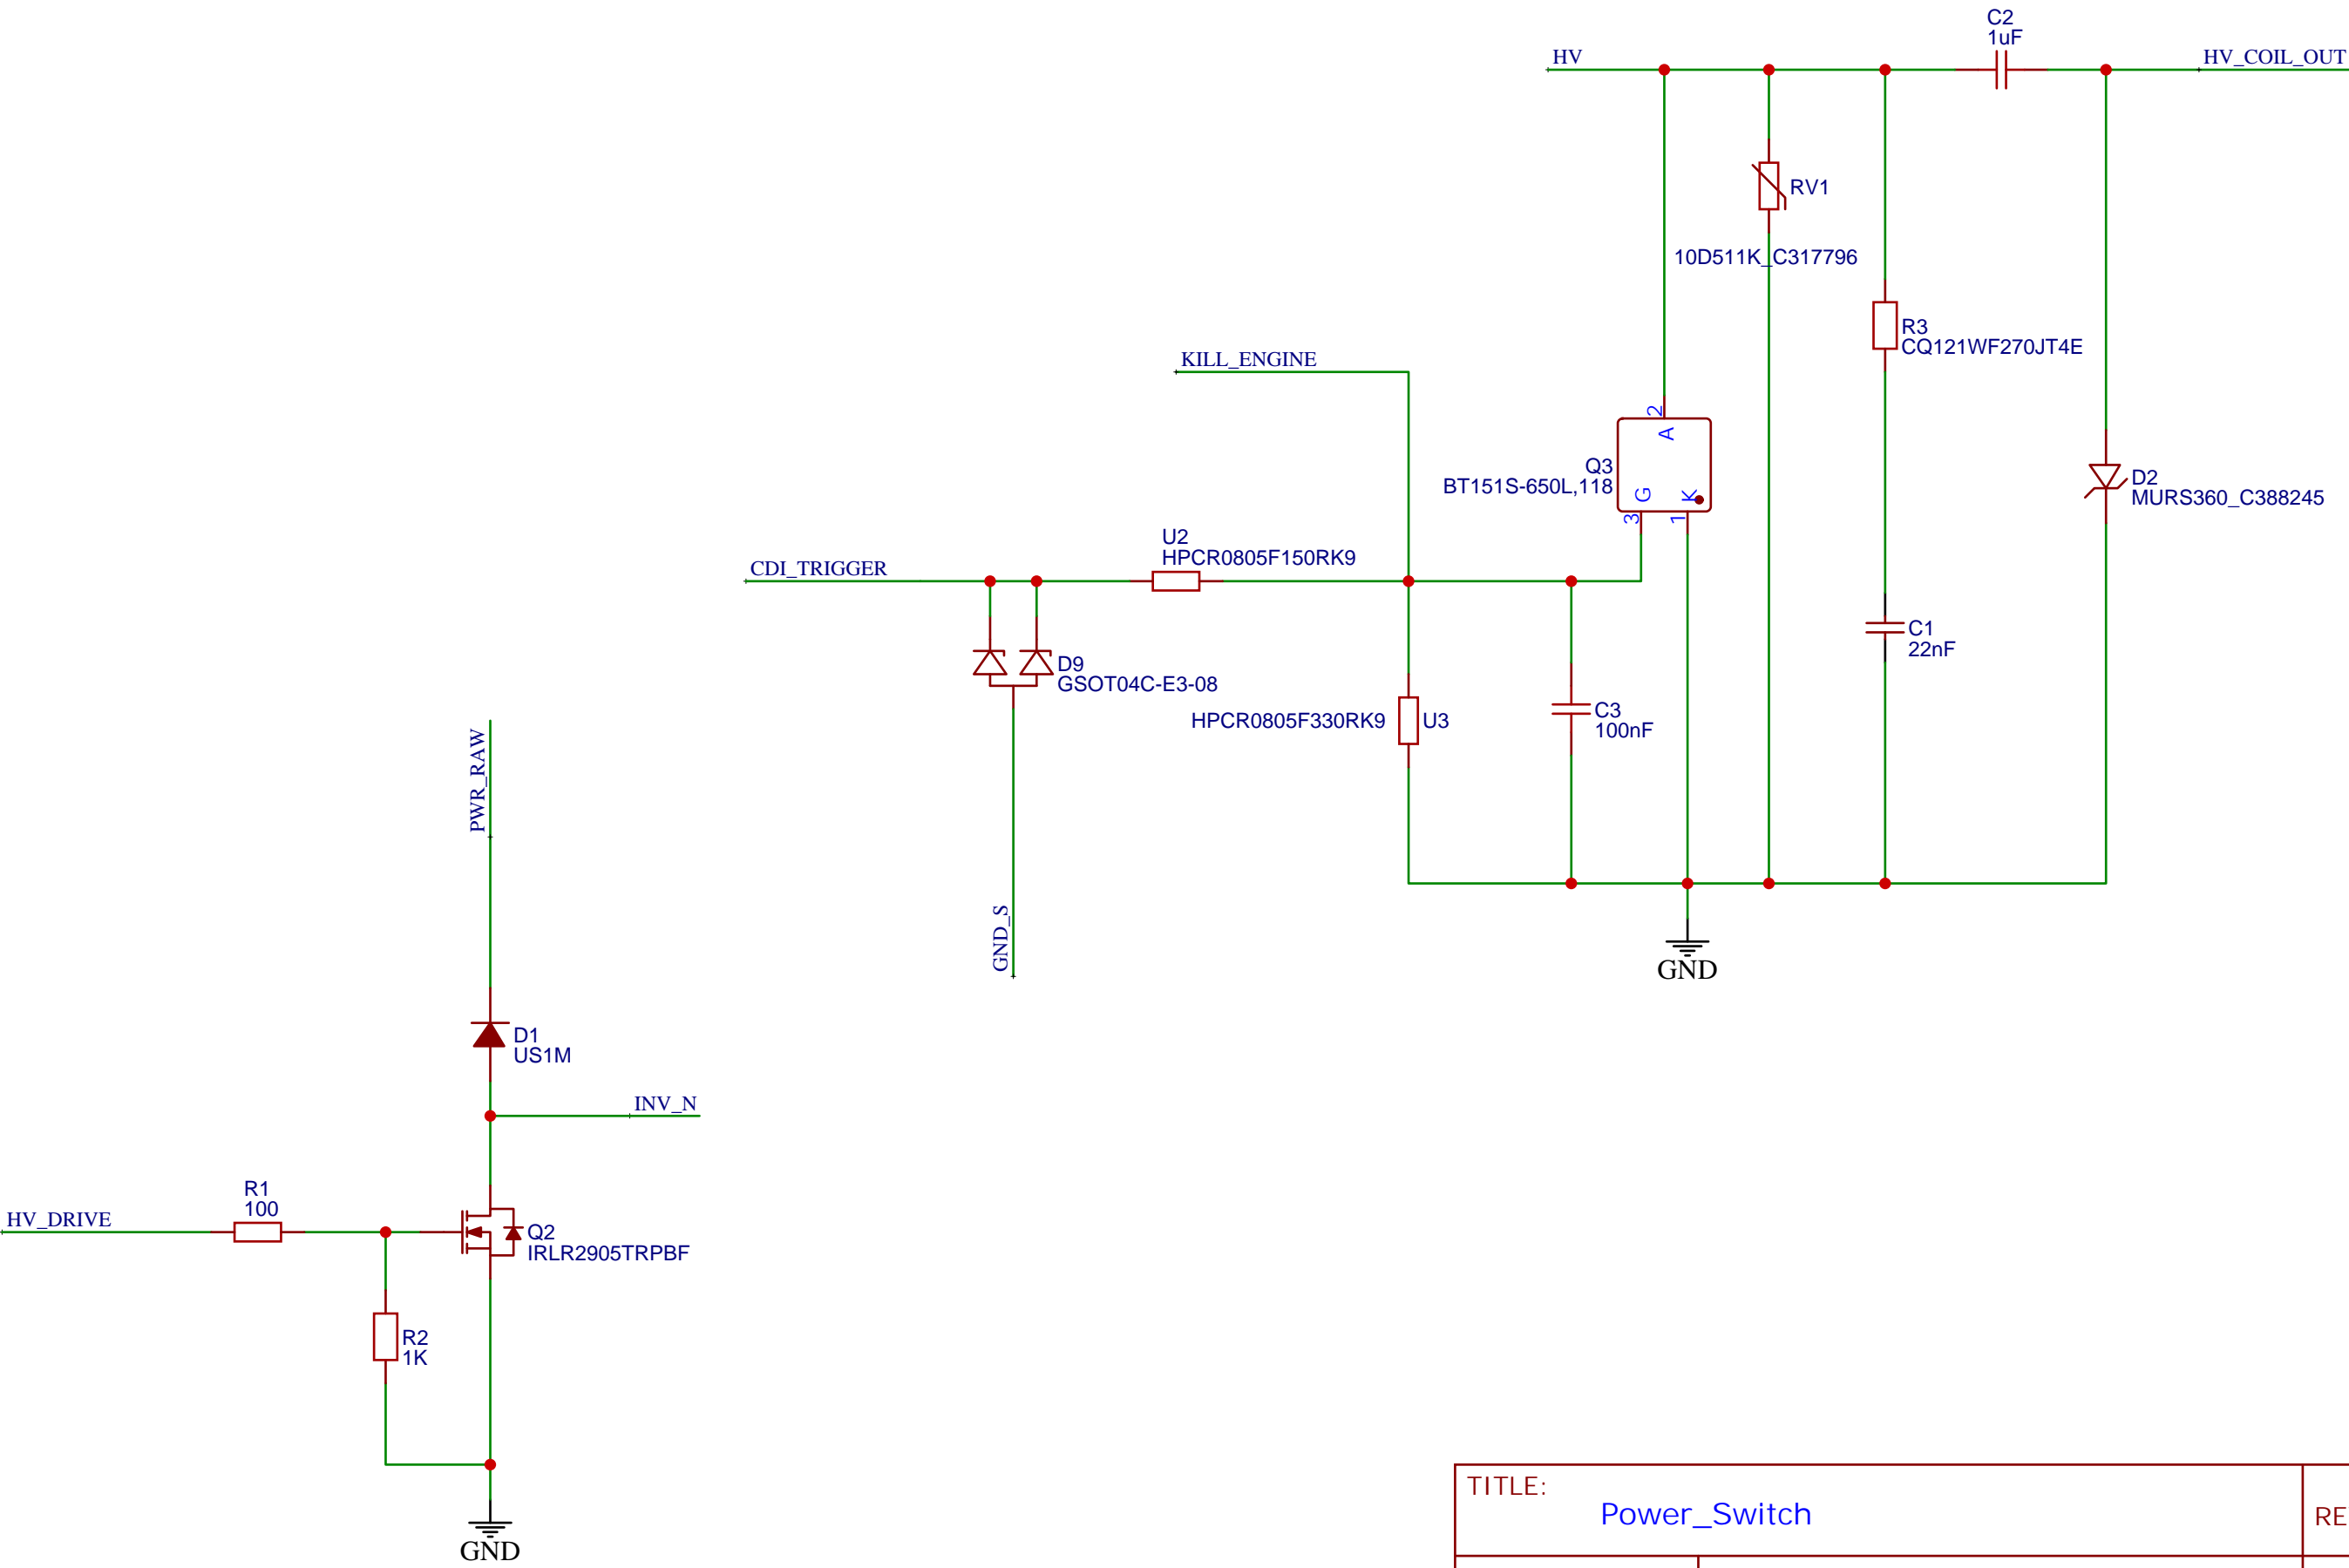 C2
1uF
HV
HV_COIL_OUT
RV1
10D511K_C317796
R3
CQ121WF270JT4E
KILL_ENGINE
2
A
Q3
BT151S-650L,118
G
K
3
1
D2
MURS360_C388245
U2
HPCR0805F150RK9
CDI_TRIGGER
C1
22nF
D9
GSOT04C-E3-08
HPCR0805F330RK9
U3
C3
100nF
PWR_RAW
GND_S
GND
D1
US1M
INV_N
R1
100
HV_DRIVE
Q2
IRLR2905TRPBF
R2
1K
GND
TITLE:
Power_Switch
RE